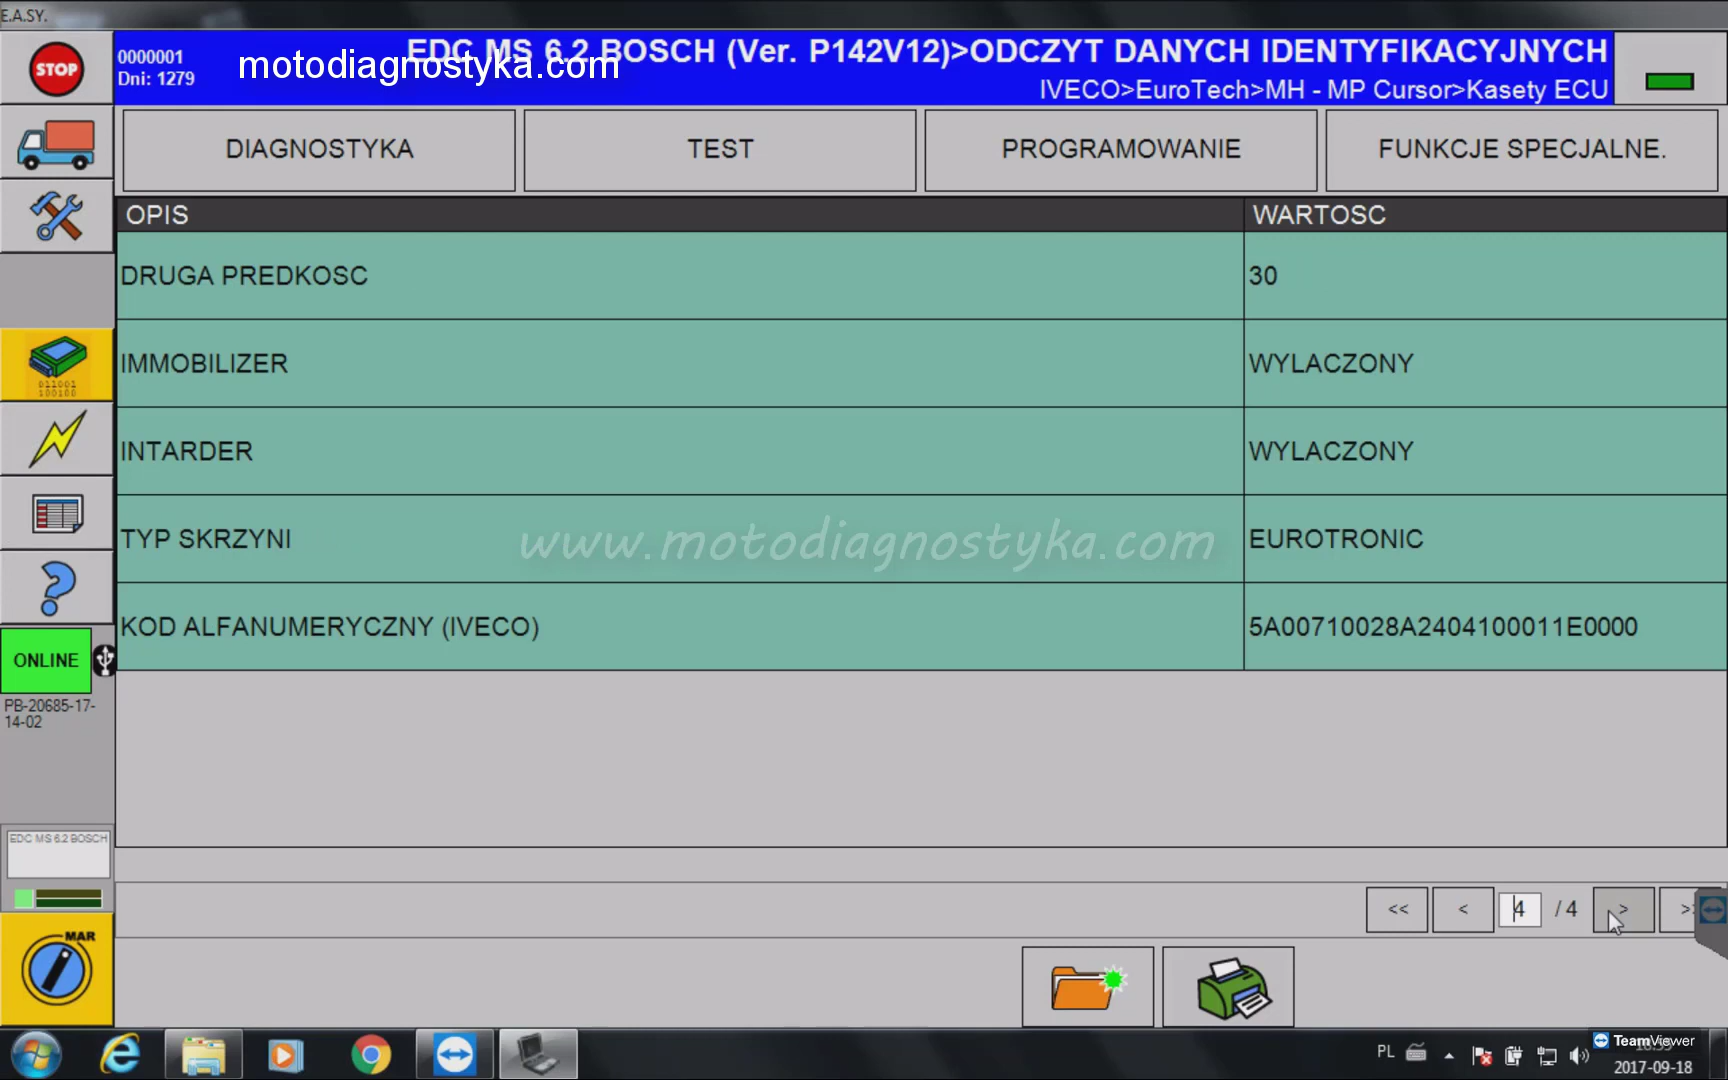 E.A.SY.
STOP
0000001
Dni: 1279
motodiagnostyka.com
EDC MS 6.2 BOSCH (Ver. P142V12)>ODCZYT DANYCH IDENTYFIKACYJNYCH
IVECO>EuroTech>MH - MP Cursor>Kasety ECU
DIAGNOSTYKA
TEST
PROGRAMOWANIE
FUNKCJE SPECJALNE.
OPIS
WARTOSC
DRUGA PREDKOSC
30
IMMOBILIZER
WYLACZONY
INTARDER
WYLACZONY
TYP SKRZYNI
EUROTRONIC
www.motodiagnostyka.com
KOD ALFANUMERYCZNY (IVECO)
5A00710028A2404100011E0000
011001
100100
ONLINE
PB-20685-17-
14-02
EDC MS 6.2 BOSCH
<< < 4 / 4 >
MAR
PL
TeamViewer
2017-09-18